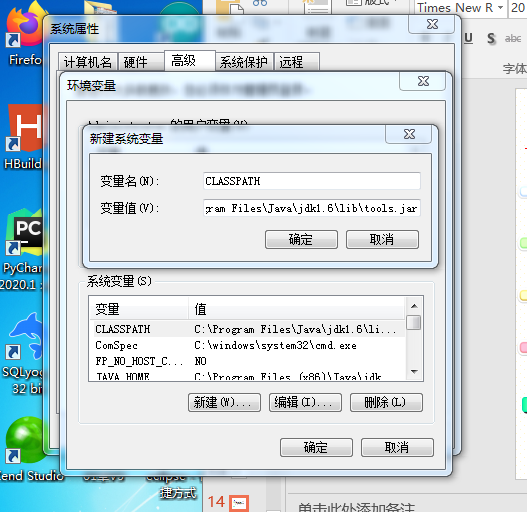 系统属性
计算机名 硬件 高级 系统保护 远程
环境变量
新建系统变量
变量名(N):
CLASSPATH
变量值(V):
gram Files\Java\jdk1.6\lib\tools.jar
确定 取消
系统变量(S)
变量 值
CLASSPATH C:\Program Files\Java\jdk1.6\li...
ComSpec C:\windows\system32\cmd.exe
FP_NO_HOST_C... NO
JAVA_HOME C:\Program Files (x86)\Java\jdk
新建(W)... 编辑(I)... 删除(L)
确定 取消
Firefo
HBuild
PC
PyChar
2020.1
SQLyog
32 bi
Zend Studio
eclipse
捷方式
Times New R 20
U S abc
字体
14
单击此处添加备注